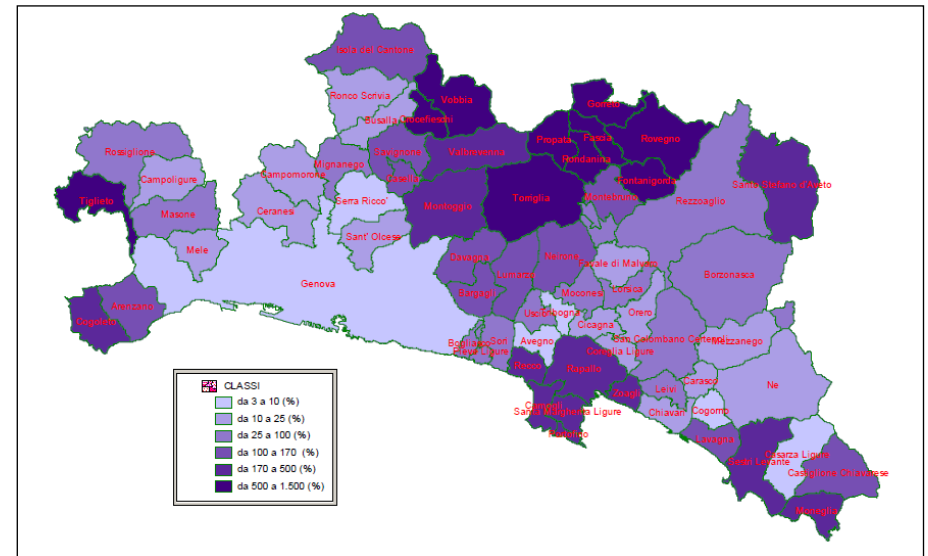 Isola del Cantone
Ronco Scrivia
Vobbia
Busalla
Crocefieschi
Gorreto
Rossiglione
Savignone
Valbrevenna
Propata
Fascia
Rovegno
Campomorone
Mignanego
Rondanina
Campoligure
Casella
Fontanigorda
Santo Stefano d'Aveto
Tiglieto
Serra Ricco'
Torriglia
Montebruno
Rezzoaglio
Masone
Ceranesi
Montoggio
Sant' Olcese
Mele
Davagna
Neirone
Favale di Malvaro
Lumarzo
Borzonasca
Genova
Bargagli
Lorsica
Moconesi
Arenzano
Uscio
Orero
Cogoleto
Cicagna
Bogliasco
Sori
Avegno
San Colombano Certenoli
Mezzanego
Pieve Ligure
Coreglia Ligure
Recco
Rapallo
Carasco
Ne
Zoagli
Leivi
Camogli
Chiavari
Cogorno
Santa Margherita Ligure
Portofino
Lavagna
Casarza Ligure
Sestri Levante
Castiglione Chiavarese
Moneglia
CLASSI
da 3 a 10 (%)
da 10 a 25 (%)
da 25 a 100 (%)
da 100 a 170 (%)
da 170 a 500 (%)
da 500 a 1.500 (%)